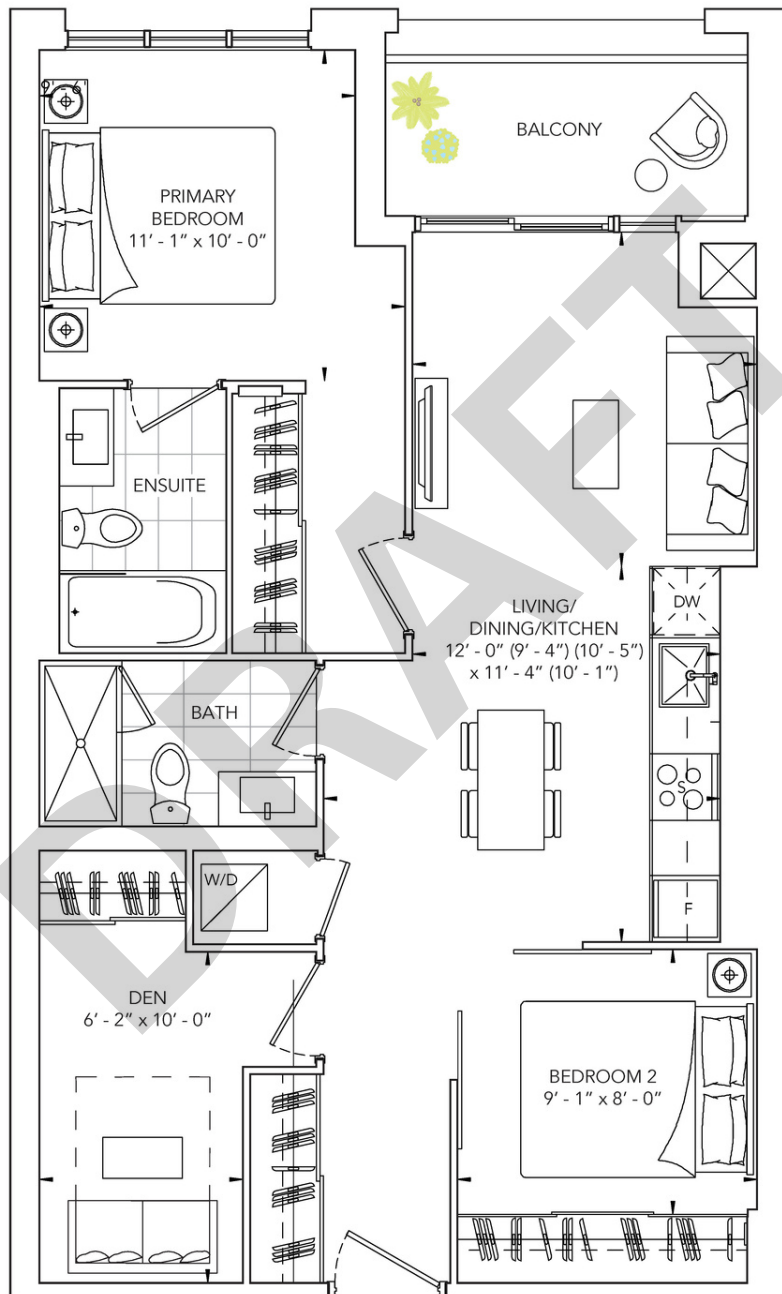 BALCONY
PRIMARY
BEDROOM
11’ - 1” x 10’ - 0”
ENSUITE
LIVING/
DINING/KITCHEN
12’ - 0” (9’ - 4”) (10’ - 5”)
x 11’ - 4” (10’ - 1”)
DW
BATH
S
W/D
F
DEN
6’ - 2” x 10’ - 0”
BEDROOM 2
9’ - 1” x 8’ - 0”
DRAFT